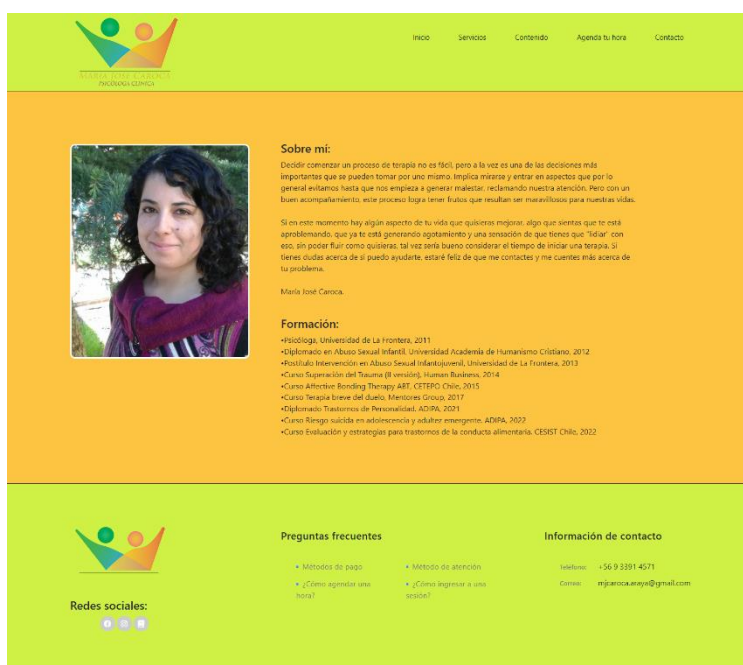 MARÍA JOSÉ CAROCA
PSICÓLOGA CLÍNICA
Inicio
Servicios
Contenido
Agenda tu hora
Contacto
Sobre mí:
Decidir comenzar un proceso de terapia no es fácil, pero a la vez es una de las decisiones más
importantes que se pueden tomar por uno mismo. Implica mirarse y entrar en aspectos que por lo
general evitamos hasta que nos empieza a generar malestar, reclamando nuestra atención. Pero con un
buen acompañamiento, este proceso logra tener frutos que resultan ser maravillosos para nuestras vidas.
Si en este momento hay algún aspecto de tu vida que quisieras mejorar, algo que sientas que te está
aproblemando, que ya te está generando agotamiento y una sensación de que tienes que "lidiar" con
eso, sin poder fluir como quisieras, tal vez sería bueno considerar el tiempo de iniciar una terapia. Si
tienes dudas acerca de si puedo ayudarte, estaré feliz de que me contactes y me cuentes más acerca de
tu problema.
María José Caroca.
Formación:
•Psicóloga, Universidad de La Frontera, 2011
•Diplomado en Abuso Sexual Infantil, Universidad Academia de Humanismo Cristiano, 2012
•Postítulo Intervención en Abuso Sexual Infantojuvenil, Universidad de La Frontera, 2013
•Curso Superación del Trauma (8 versión), Human Business, 2014
•Curso Affective Bonding Therapy ABT, CETEPO Chile, 2015
•Curso Terapia breve del duelo, Mentores Group, 2017
•Diplomado Trastornos de Personalidad, ADIPA, 2021
•Curso Riesgo suicida en adolescencia y adultez emergente. ADIPA, 2022
•Curso Evaluación y estrategias para trastornos de la conducta alimentaria. CESIST Chile, 2022
Redes sociales:
Preguntas frecuentes
• Métodos de pago
• ¿Cómo agendar una
hora?
• Método de atención
• ¿Cómo ingresar a una
sesión?
Información de contacto
Teléfono: +56 9 3391 4571
Correo: mjcaroca.araya@gmail.com